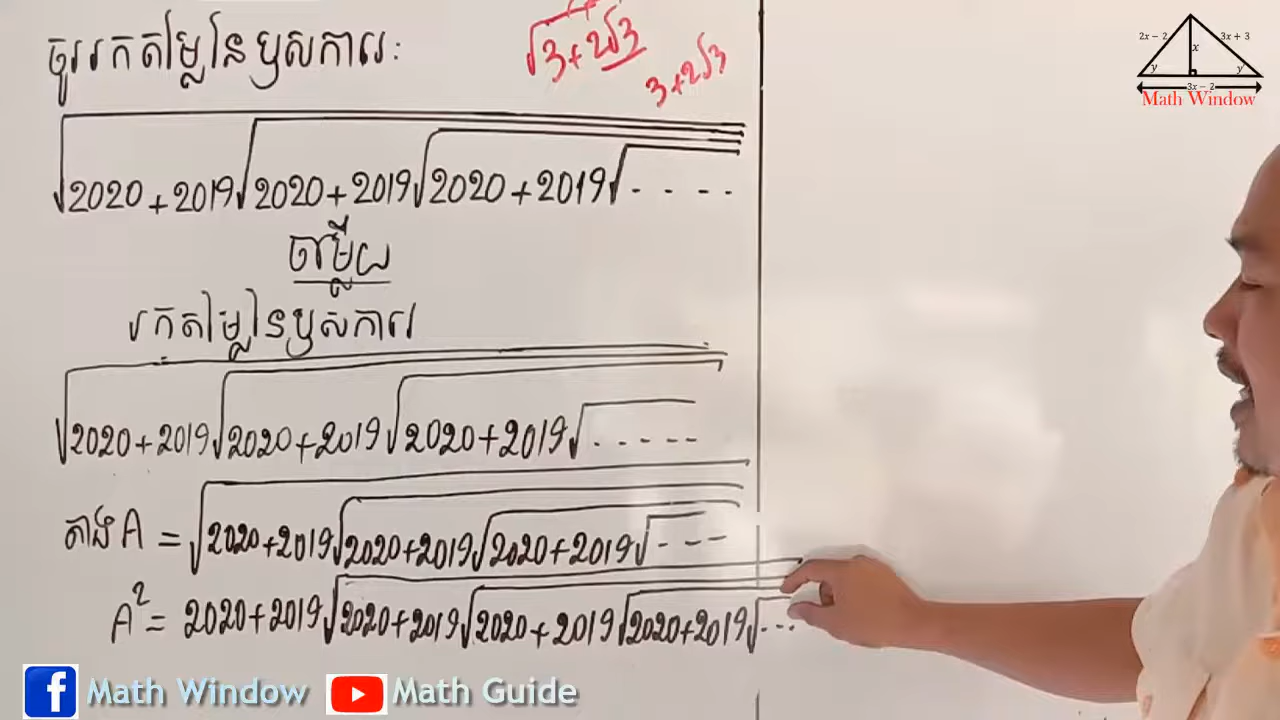 ចូររកតម្លៃនៃឫសការេ:
√3+2√3
3+2√3
√2020+2019√2020+2019√2020+2019√- - - -
ចម្លើយ
រកតម្លៃនៃឫសការេ
√2020+2019√2020+2019√2020+2019√- - - - -
តាង A = √2020+2019√2020+2019√2020+2019√- - -
A² = 2020+2019√2020+2019√2020+2019√2020+2019√- - -
2x − 2
3x + 3
x
y
y
3x − 2
Math Window
f Math Window
Math Guide